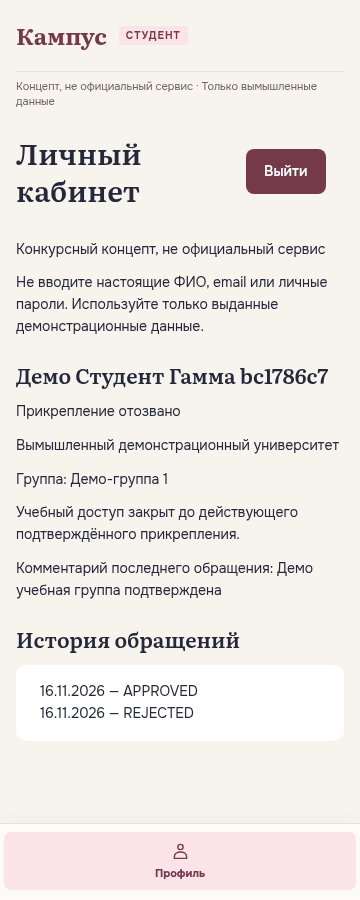 Кампус
СТУДЕНТ
Концепт, не официальный сервис · Только вымышленные
данные
Личный
кабинет
Выйти
Конкурсный концепт, не официальный сервис
Не вводите настоящие ФИО, email или личные
пароли. Используйте только выданные
демонстрационные данные.
Демо Студент Гамма bc1786c7
Прикрепление отозвано
Вымышленный демонстрационный университет
Группа: Демо-группа 1
Учебный доступ закрыт до действующего
подтверждённого прикрепления.
Комментарий последнего обращения: Демо
учебная группа подтверждена
История обращений
16.11.2026 — APPROVED
16.11.2026 — REJECTED
Профиль